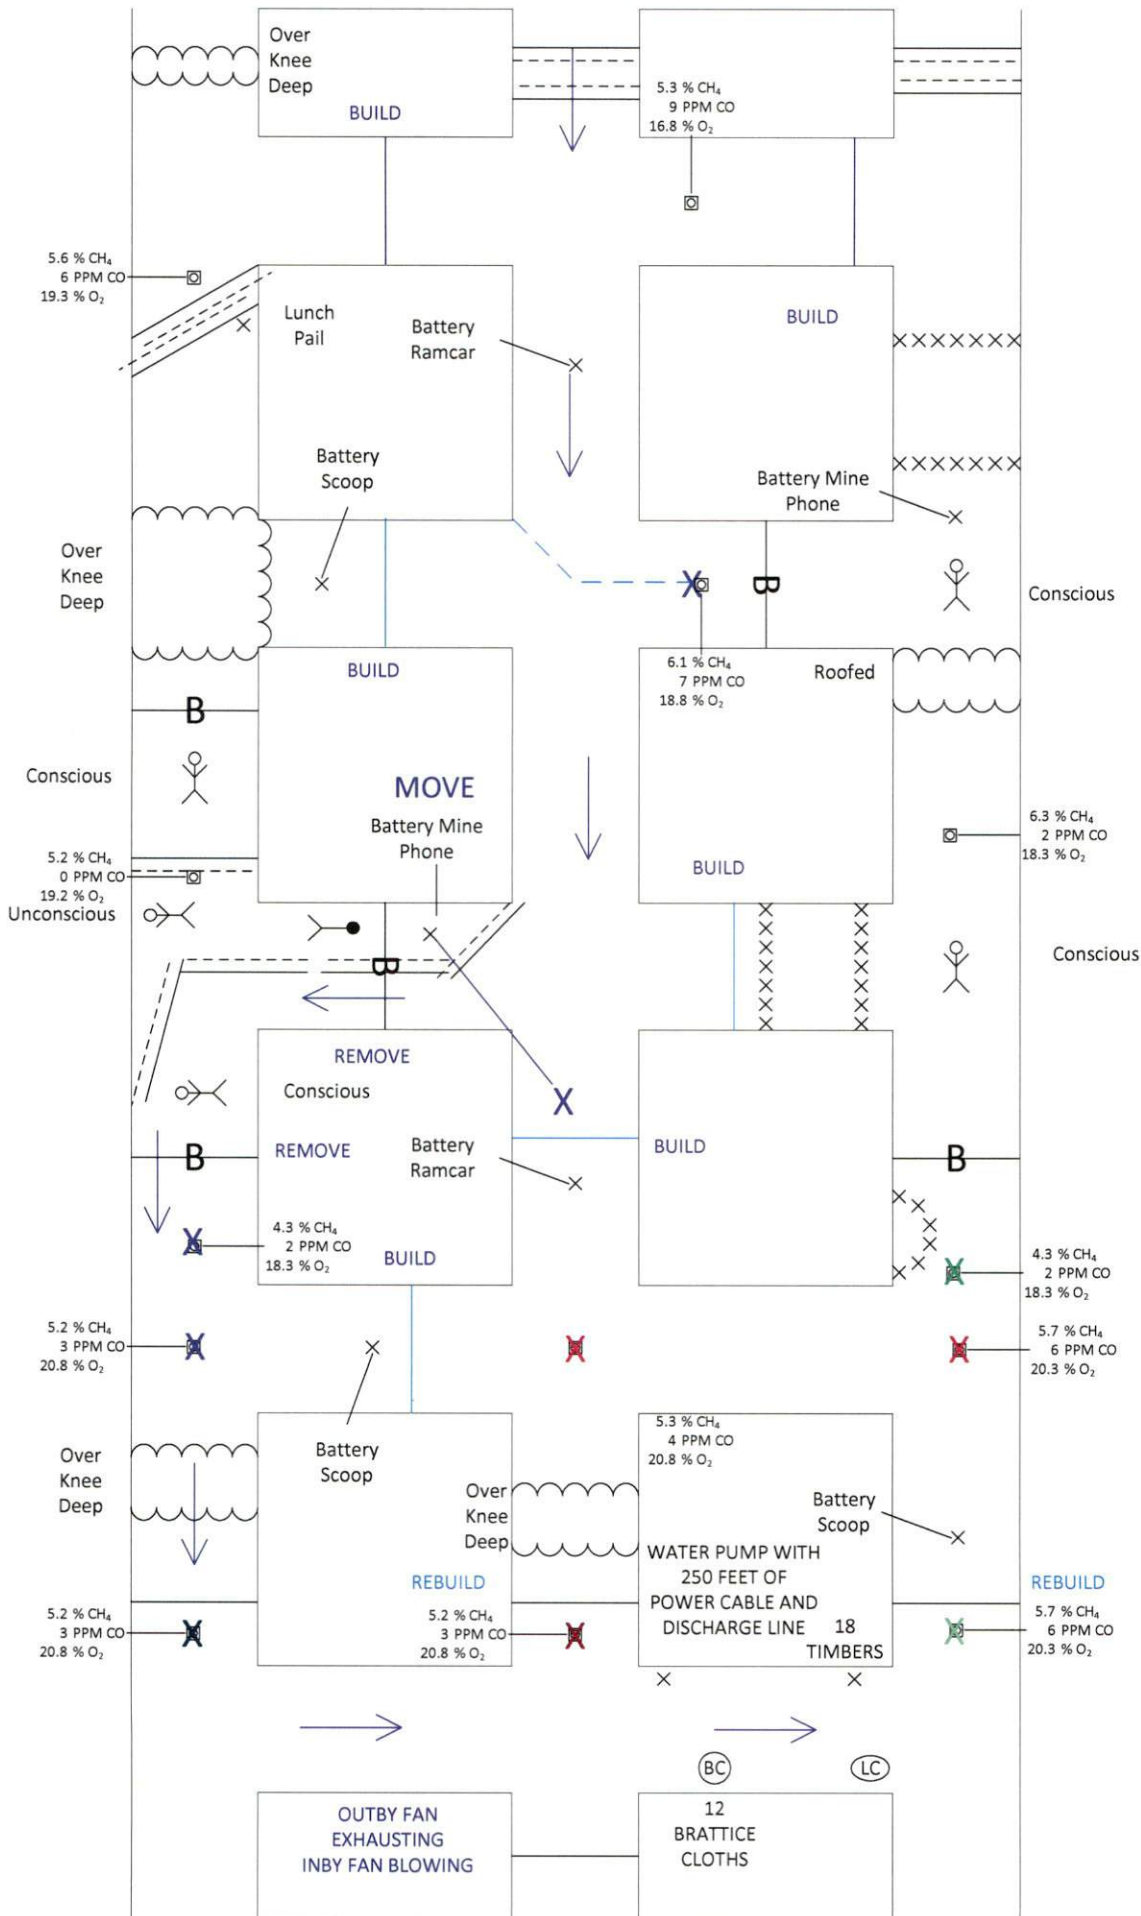 Over
Knee
Deep
BUILD
5.3 % CH₄
9 PPM CO
16.8 % O₂
5.6 % CH₄
6 PPM CO
19.3 % O₂
Lunch
Pail
Battery
Ramcar
BUILD
Battery
Scoop
Battery Mine
Phone
Over
Knee
Deep
X
B
Conscious
BUILD
6.1 % CH₄
7 PPM CO
18.8 % O₂
Roofed
B
Conscious
MOVE
Battery Mine
Phone
5.2 % CH₄
0 PPM CO
19.2 % O₂
BUILD
6.3 % CH₄
2 PPM CO
18.3 % O₂
Unconscious
B
Conscious
REMOVE
Conscious
X
B
REMOVE
Battery
Ramcar
BUILD
B
X
4.3 % CH₄
2 PPM CO
18.3 % O₂
BUILD
X
4.3 % CH₄
2 PPM CO
18.3 % O₂
5.2 % CH₄
3 PPM CO
20.8 % O₂
X
X
X
5.7 % CH₄
6 PPM CO
20.3 % O₂
Over
Knee
Deep
Battery
Scoop
Over
Knee
Deep
5.3 % CH₄
4 PPM CO
20.8 % O₂
Battery
Scoop
WATER PUMP WITH
250 FEET OF
POWER CABLE AND
DISCHARGE LINE
18
TIMBERS
REBUILD
REBUILD
5.2 % CH₄
3 PPM CO
20.8 % O₂
X
5.2 % CH₄
3 PPM CO
20.8 % O₂
X
X
5.7 % CH₄
6 PPM CO
20.3 % O₂
BC
LC
OUTBY FAN
EXHAUSTING
INBY FAN BLOWING
12
BRATTICE
CLOTHS